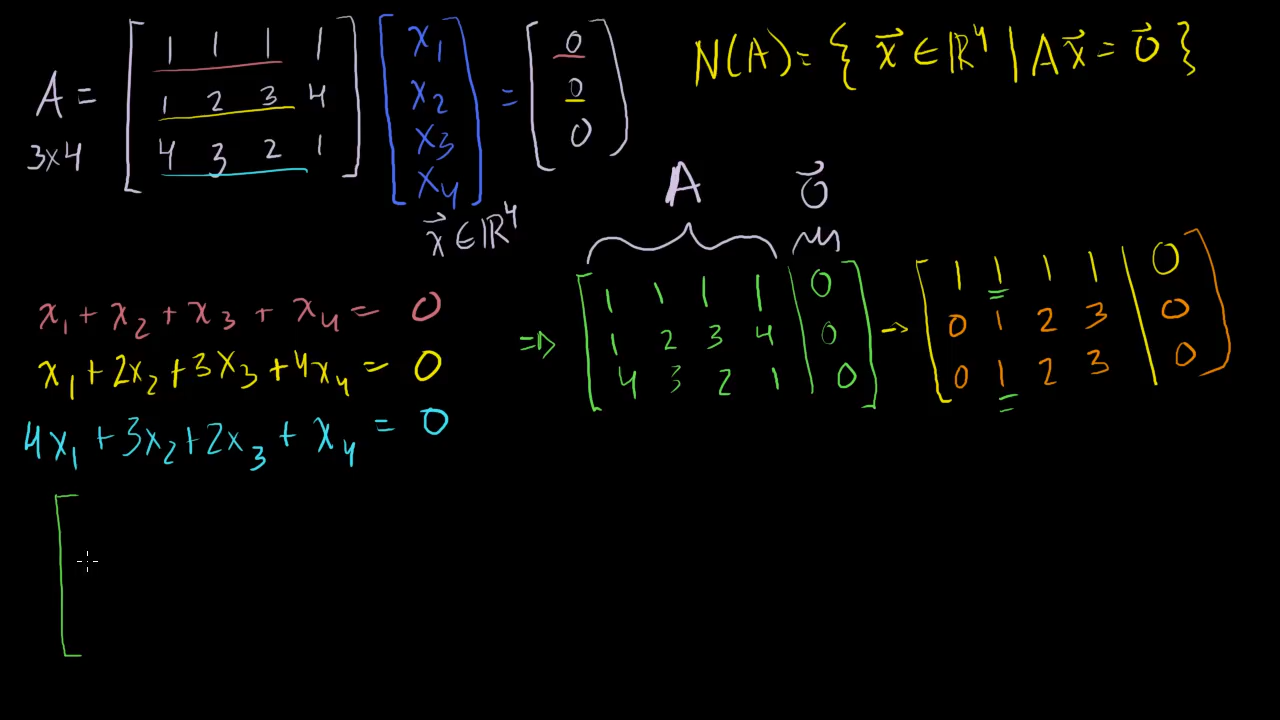 A = [ 1 1 1 1 ] [ x₁ ] = [ 0 ]
3x4 [ 1 2 3 4 ] [ x₂ ] [ 0 ]
[ 4 3 2 1 ] [ x₃ ] [ 0 ]
[ x₄ ]
x⃗ ∈ ℝ⁴
N(A) = { x⃗ ∈ ℝ⁴ | A x⃗ = 0⃗ }
x₁ + x₂ + x₃ + x₄ = 0
x₁ + 2x₂ + 3x₃ + 4x₄ = 0
4x₁ + 3x₂ + 2x₃ + x₄ = 0
A 0⃗
⇒ [ 1 1 1 1 | 0 ] → [ 1 1 1 1 | 0 ]
[ 1 2 3 4 | 0 ] [ 0 1 2 3 | 0 ]
[ 4 3 2 1 | 0 ] [ 0 1 2 3 | 0 ]
[